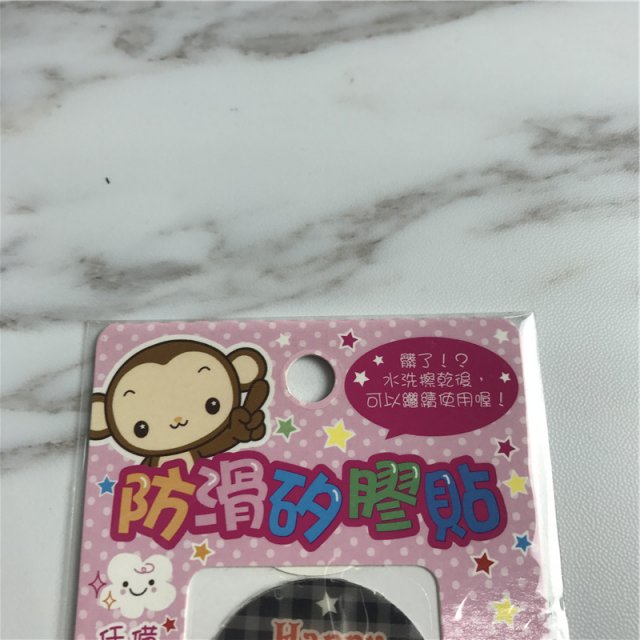 髒了！？
水洗擦乾後，
可以繼續使用喔！
防滑矽膠貼
Happy